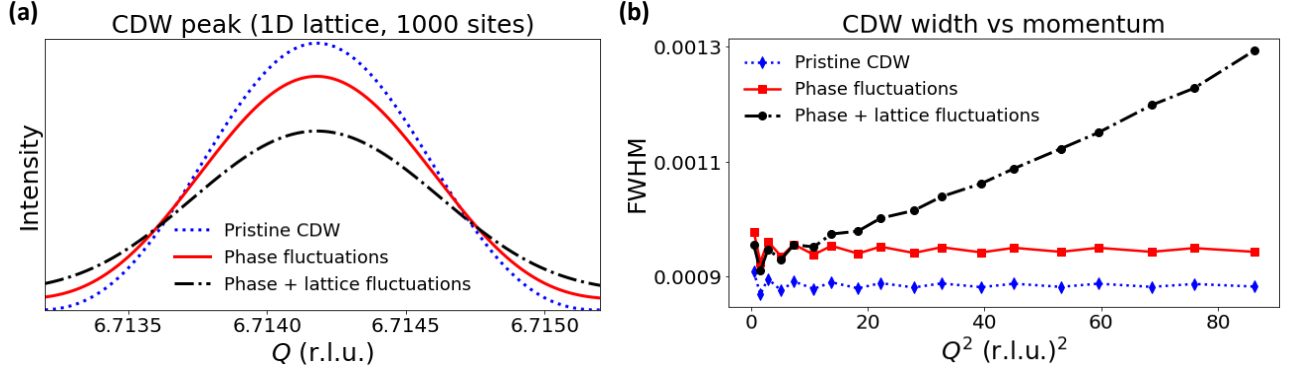 (a)
CDW peak (1D lattice, 1000 sites)
Intensity
Pristine CDW
Phase fluctuations
Phase + lattice fluctuations
6.7135
6.7140
6.7145
6.7150
Q (r.l.u.)
(b)
CDW width vs momentum
0.0013
0.0011
0.0009
FWHM
Pristine CDW
Phase fluctuations
Phase + lattice fluctuations
0
20
40
60
80
Q² (r.l.u.)²